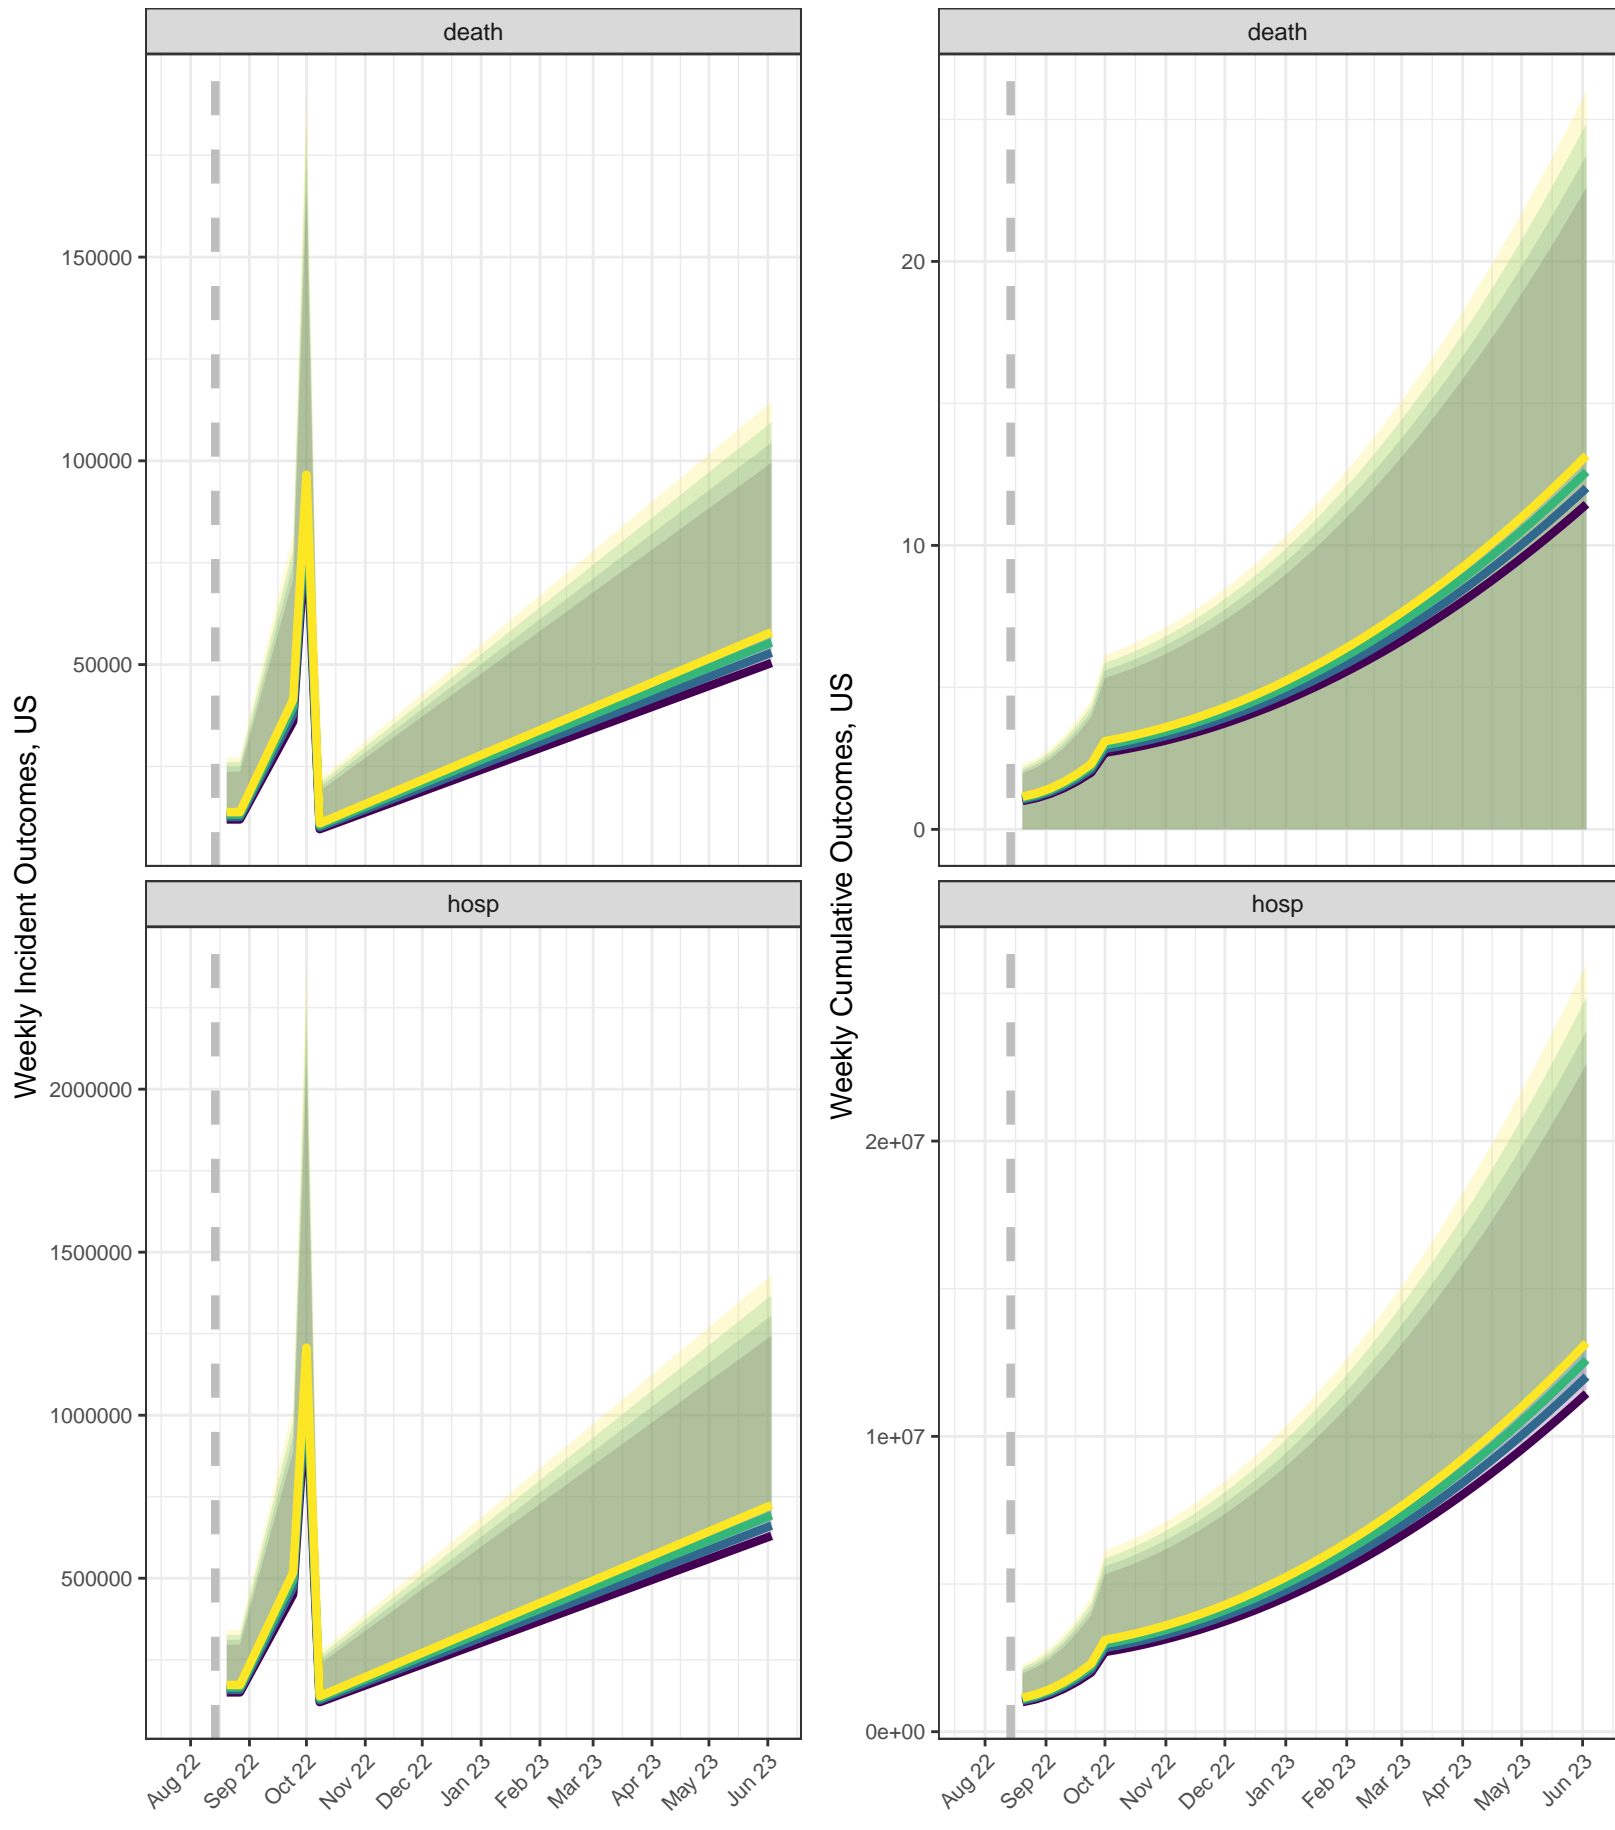 death
death
Weekly Incident Outcomes, US
150000
100000
50000
Weekly Cumulative Outcomes, US
20
10
0
hosp
hosp
2000000
1500000
1000000
500000
2e+07
1e+07
0e+00
Aug 22
Sep 22
Oct 22
Nov 22
Dec 22
Jan 23
Feb 23
Mar 23
Apr 23
May 23
Jun 23
Aug 22
Sep 22
Oct 22
Nov 22
Dec 22
Jan 23
Feb 23
Mar 23
Apr 23
May 23
Jun 23